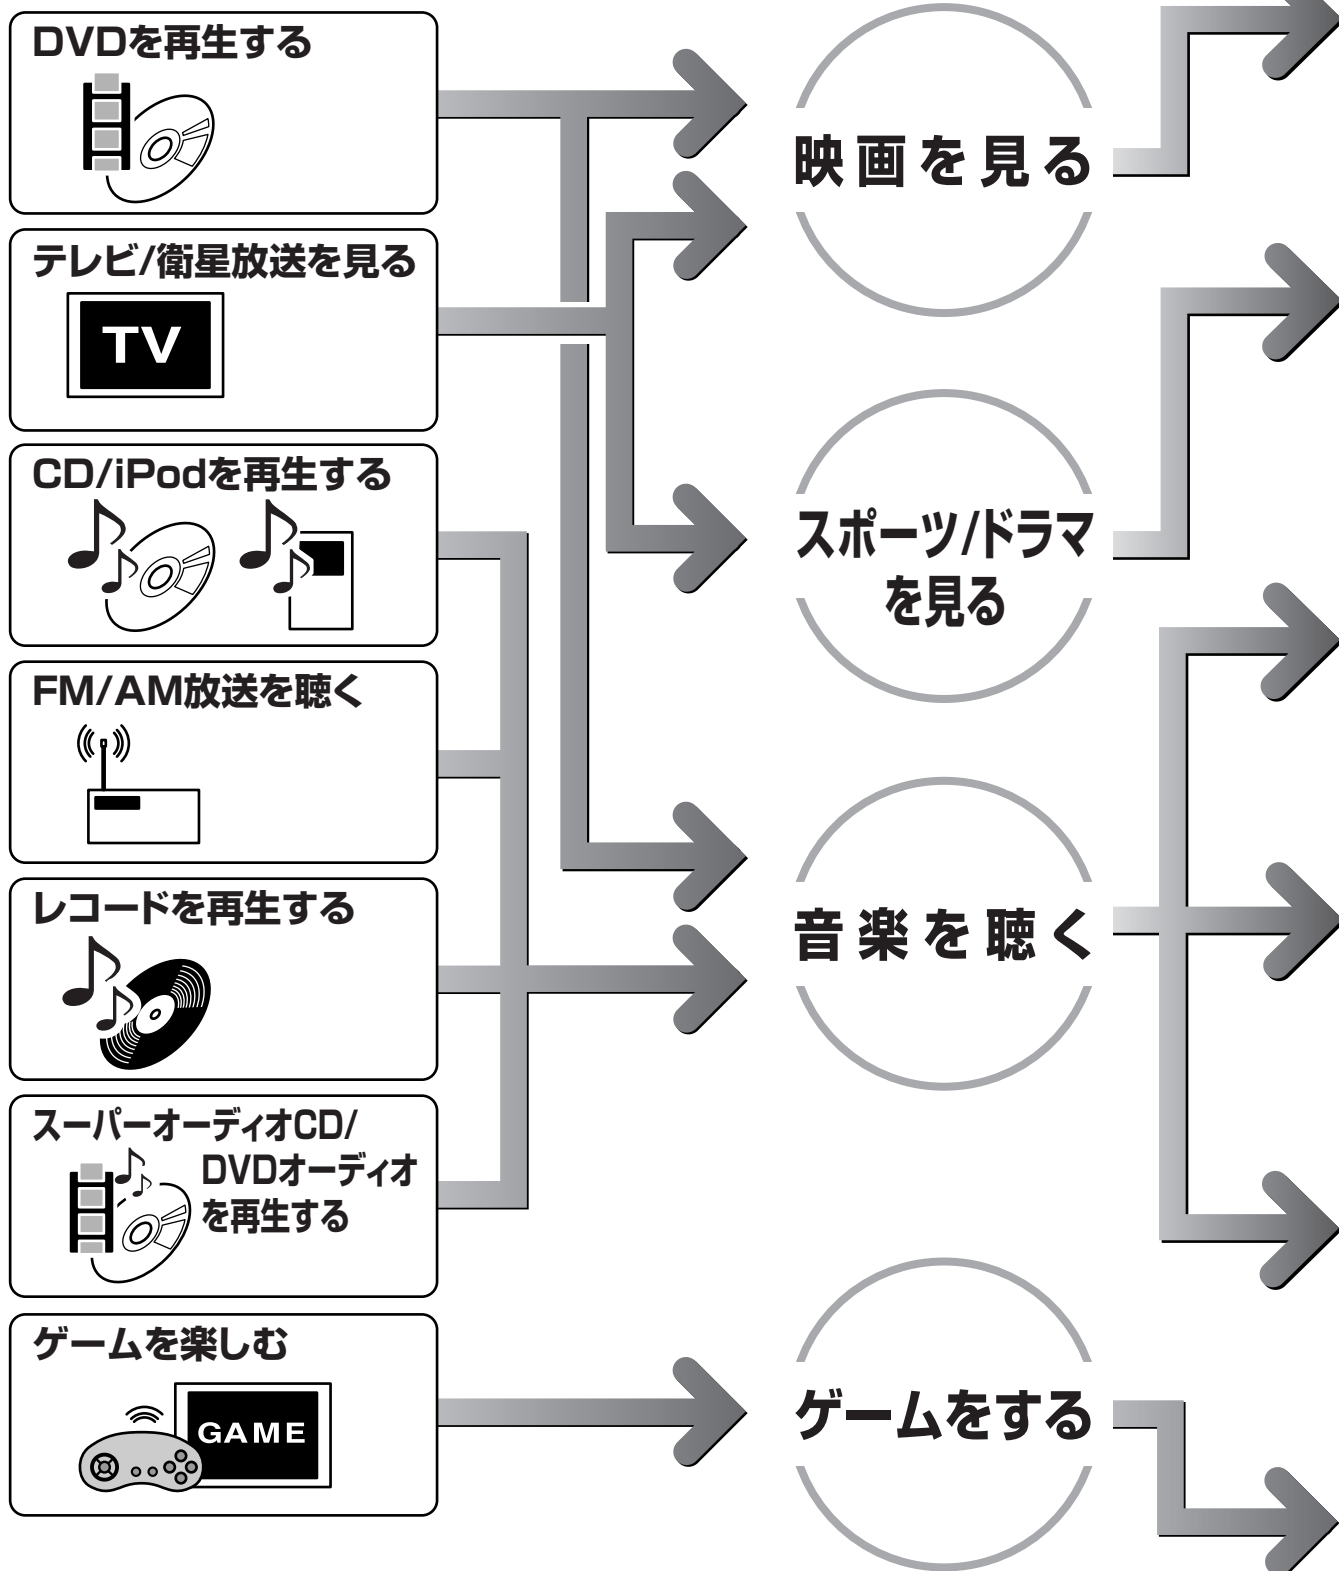 DVDを再生する
テレビ/衛星放送を見る
TV
CD/iPodを再生する
FM/AM放送を聴く
レコードを再生する
スーパーオーディオCD/
DVDオーディオ
を再生する
ゲームを楽しむ
GAME
映画を見る
スポーツ/ドラマ
を見る
音楽を聴く
ゲームをする